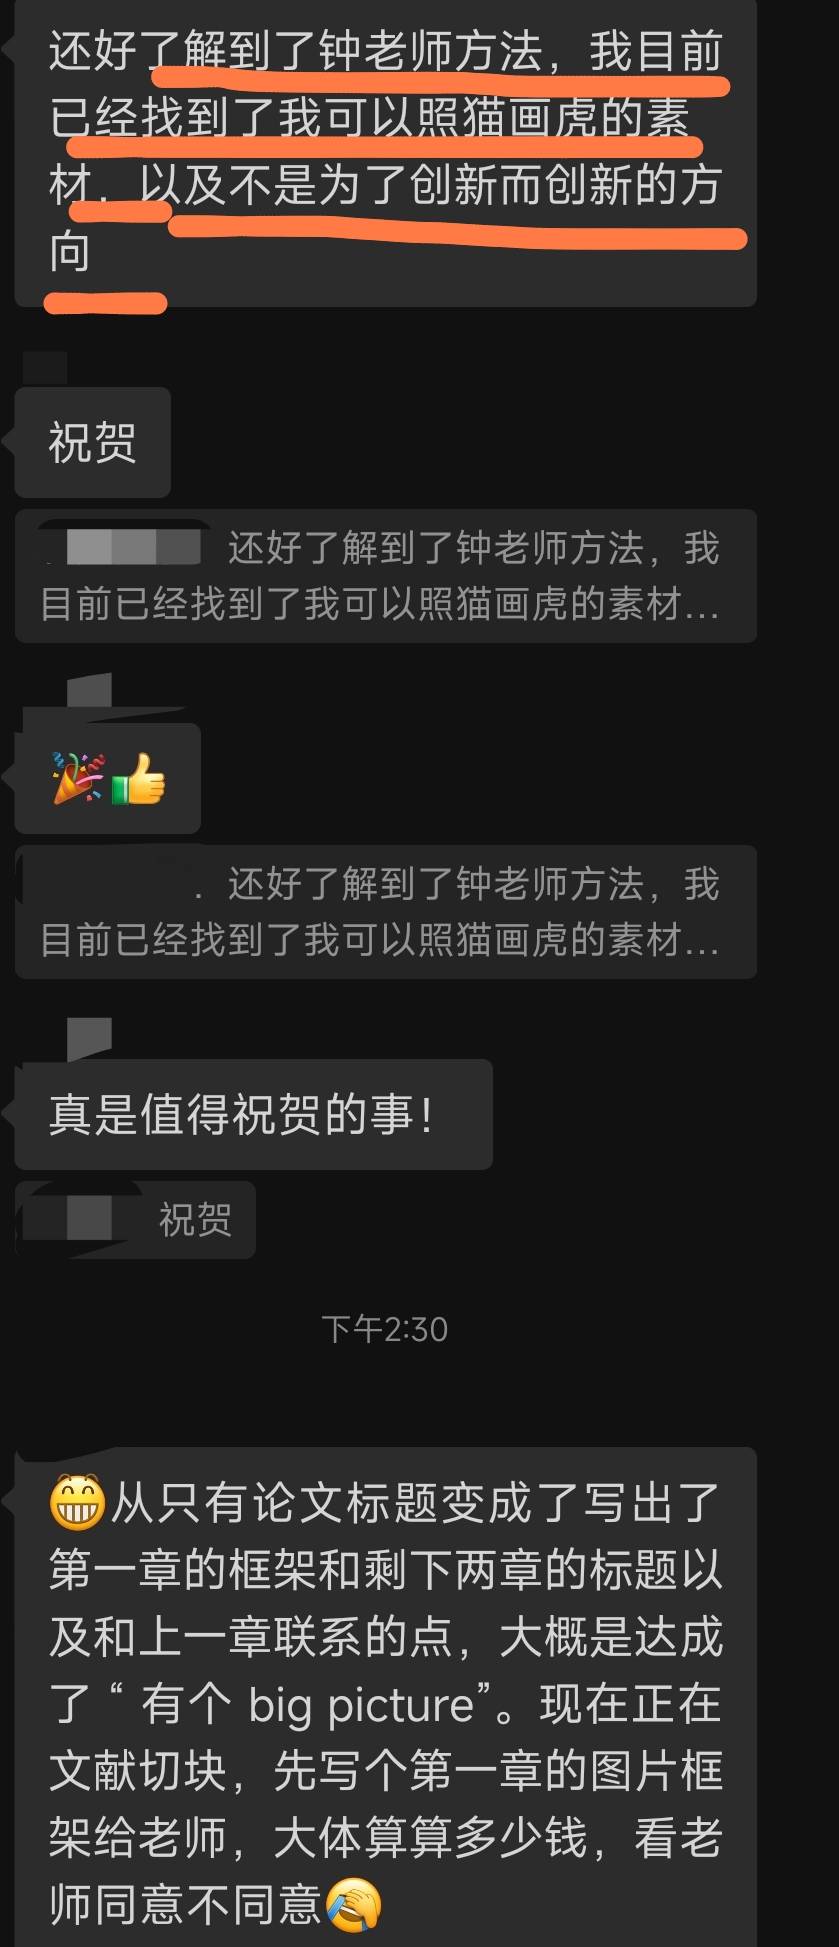 还好了解到了钟老师方法，我目前
已经找到了我可以照猫画虎的素
材．以及不是为了创新而创新的方
向
祝贺
还好了解到了钟老师方法，我
目前已经找到了我可以照猫画虎的素材...
🎉👍
．还好了解到了钟老师方法，我
目前已经找到了我可以照猫画虎的素材...
真是值得祝贺的事！
祝贺
下午2:30
😁从只有论文标题变成了写出了
第一章的框架和剩下两章的标题以
及和上一章联系的点，大概是达成
了“ 有个 big picture”。现在正在
文献切块，先写个第一章的图片框
架给老师，大体算算多少钱，看老
师同意不同意🤣